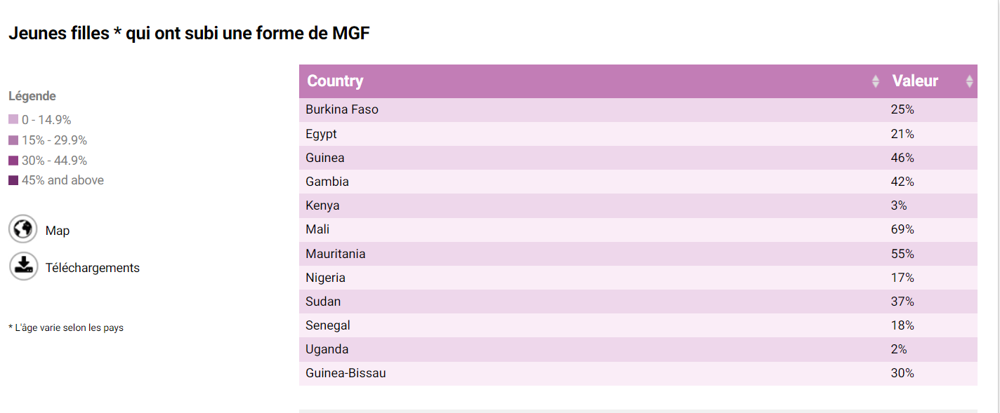 Jeunes filles * qui ont subi une forme de MGF
Légende
0 - 14.9%
15% - 29.9%
30% - 44.9%
45% and above
Map
Téléchargements
* L'âge varie selon les pays
Country Valeur
Burkina Faso 25%
Egypt 21%
Guinea 46%
Gambia 42%
Kenya 3%
Mali 69%
Mauritania 55%
Nigeria 17%
Sudan 37%
Senegal 18%
Uganda 2%
Guinea-Bissau 30%